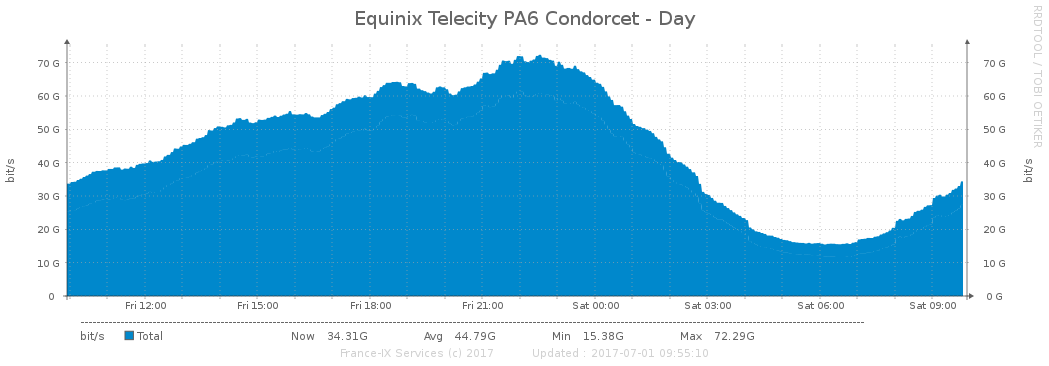 Equinix Telecity PA6 Condorcet - Day
RRDTOOL / TOBI OETIKER
bit/s
70 G 70 G
60 G 60 G
50 G 50 G
40 G 40 G
30 G 30 G
20 G 20 G
10 G 10 G
0 0 G
bit/s
Fri 12:00 Fri 15:00 Fri 18:00 Fri 21:00 Sat 00:00 Sat 03:00 Sat 06:00 Sat 09:00
bit/s Total Now 34.31G Avg 44.79G Min 15.38G Max 72.29G
France-IX Services (c) 2017 Updated : 2017-07-01 09:55:10